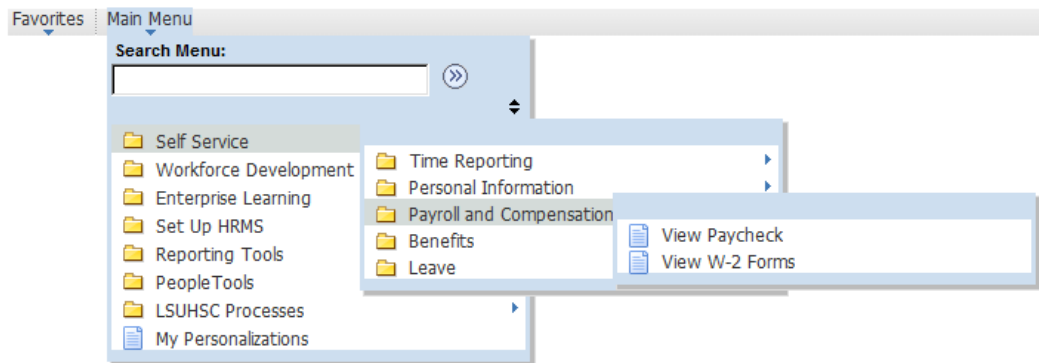 Favorites Main Menu
Search Menu:
Self Service
Workforce Development
Enterprise Learning
Set Up HRMS
Reporting Tools
PeopleTools
LSUHSC Processes
My Personalizations
Time Reporting
Personal Information
Payroll and Compensation
Benefits
Leave
View Paycheck
View W-2 Forms